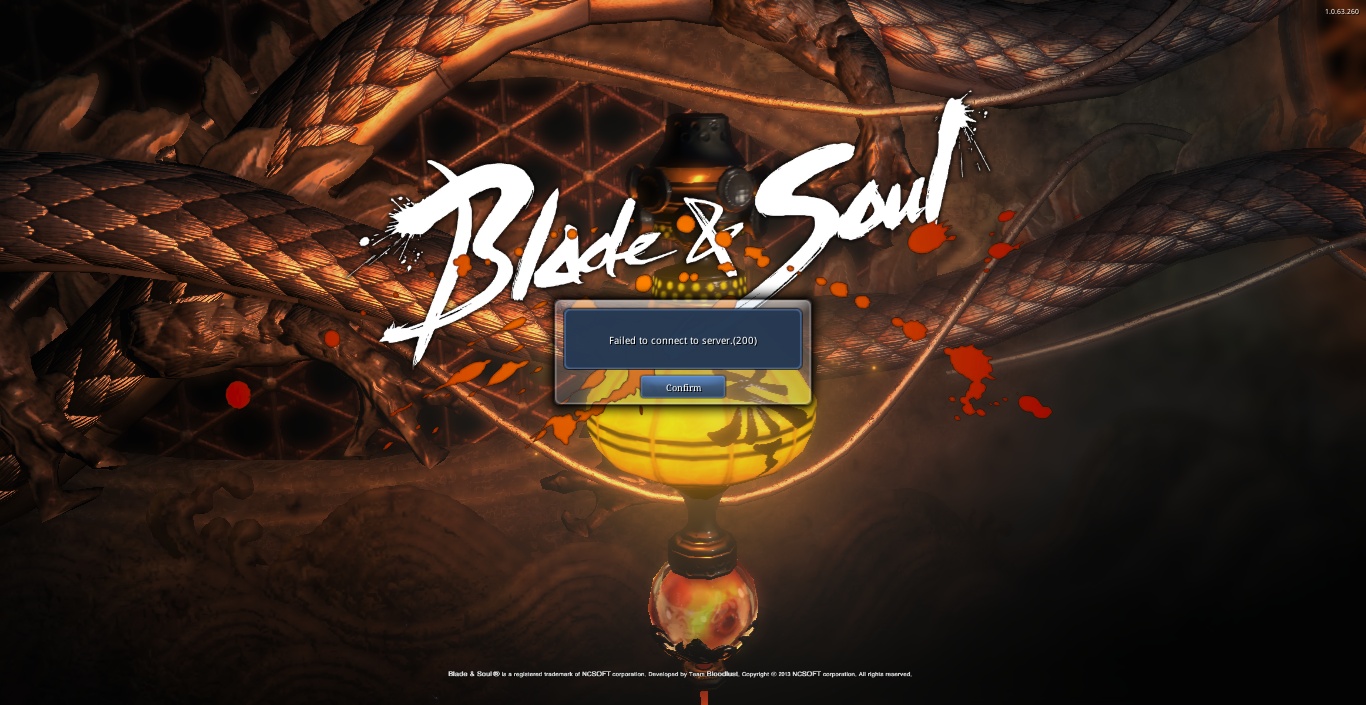 1.0.63.260
Blade & Soul
Failed to connect to server.(200)
Confirm
Blade & Soul® is a registered trademark of NCSOFT corporation. Developed by Team Bloodlust. Copyright © 2013 NCSOFT corporation. All rights reserved.